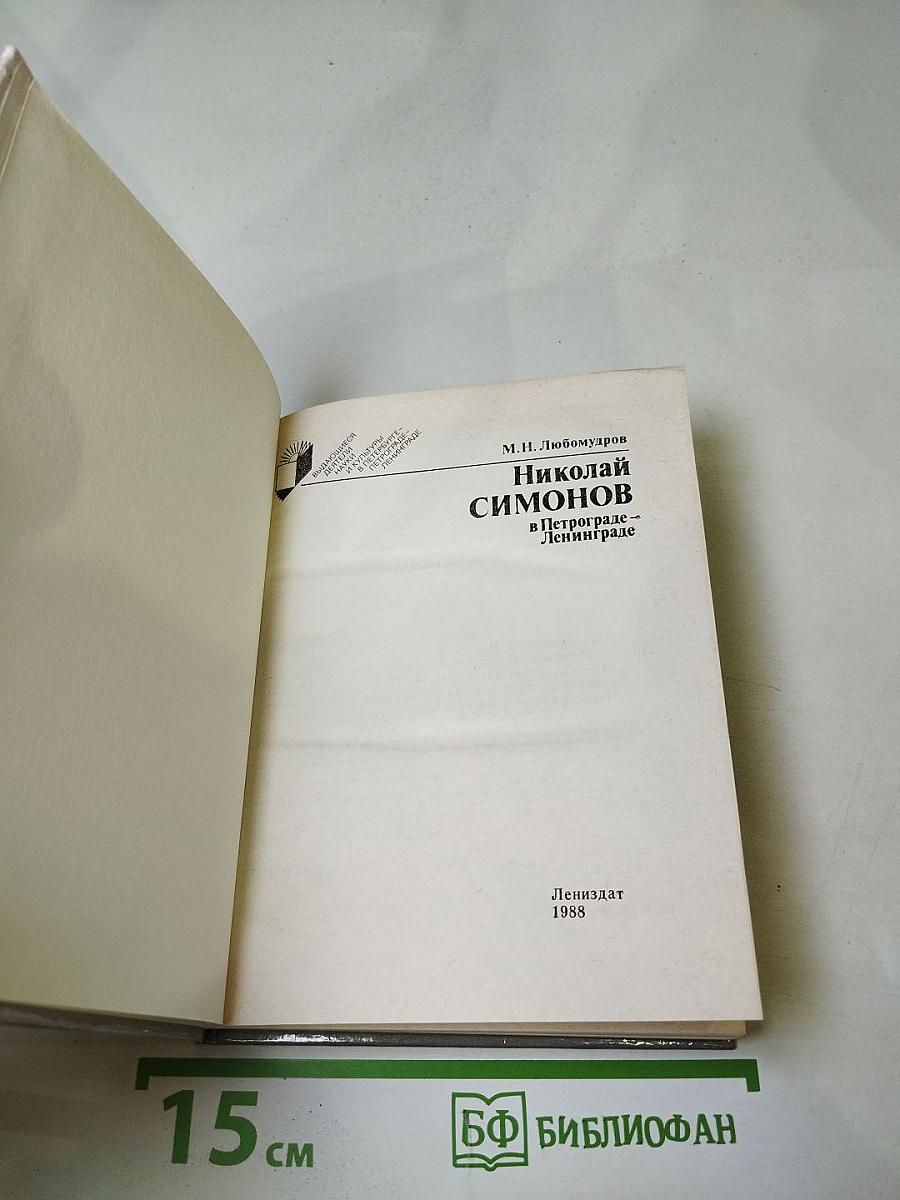 ВЫДАЮЩИЕСЯ
ДЕЯТЕЛИ
НАУКИ
И КУЛЬТУРЫ
В ПЕТЕРБУРГЕ–
ПЕТРОГРАДЕ–
ЛЕНИНГРАДЕ
М. Н. Любомудров
Николай
СИМОНОВ
в Петрограде–
Ленинграде
Лениздат
1988
15 см
БФ БИБЛИОФАН